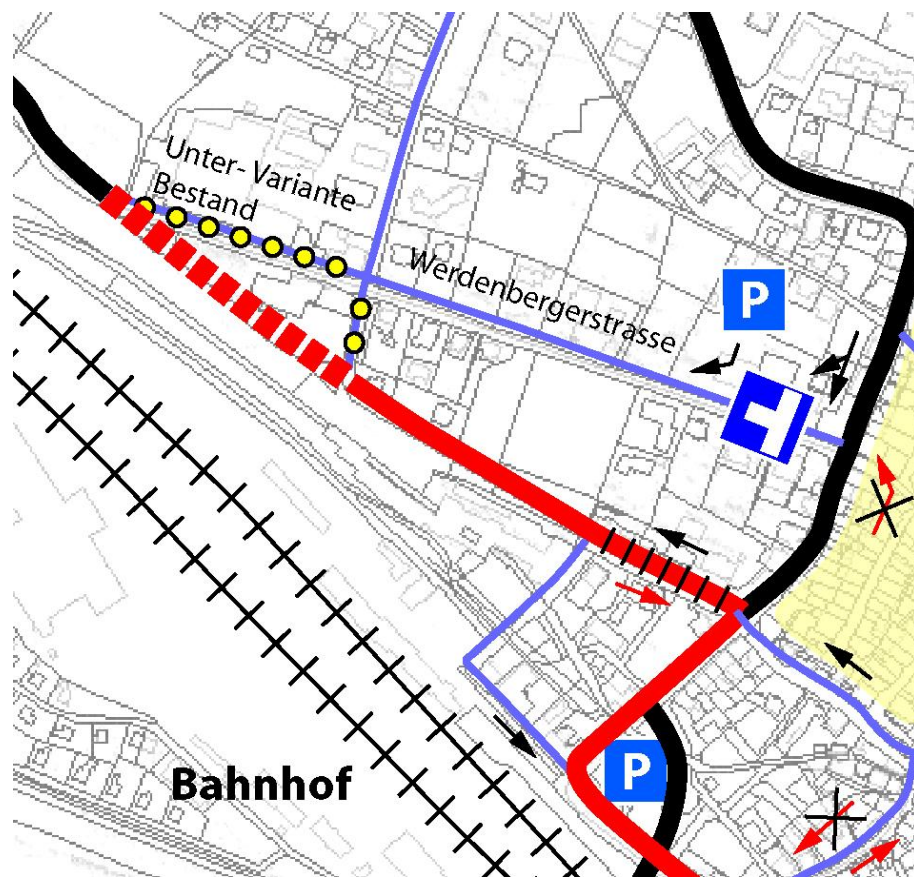 Unter-Variante
Bestand
Werdenbergerstrasse
P
P
Bahnhof